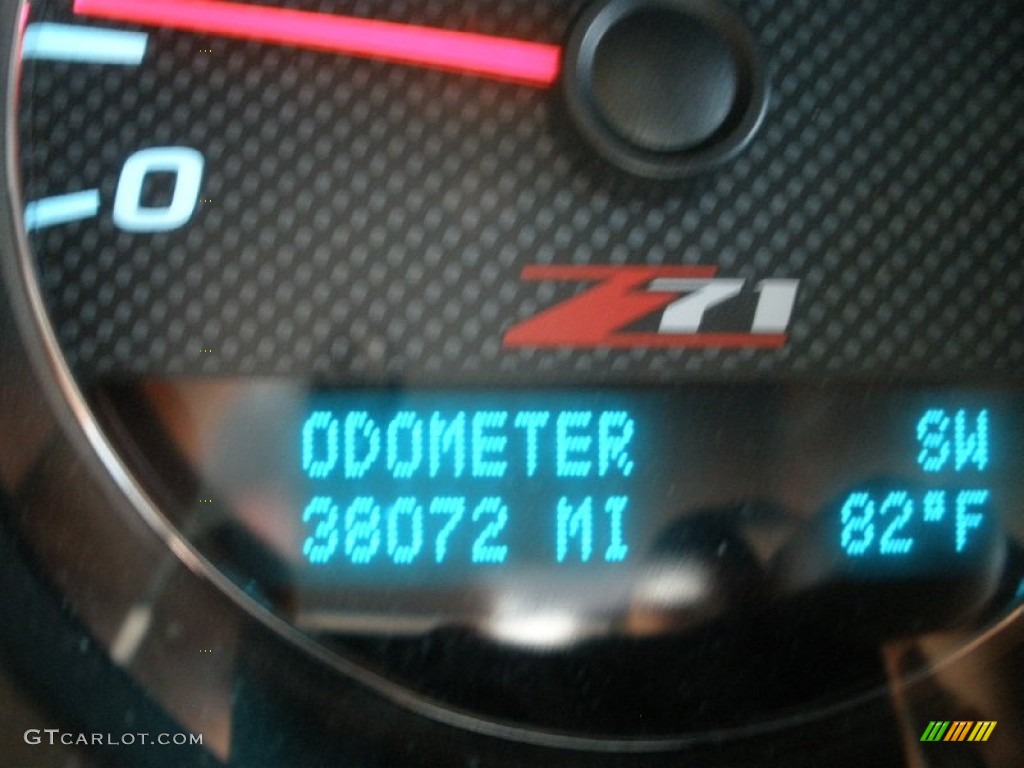 0
Z71
ODOMETER SW
38072 MI 82°F
GTCARLOT.COM